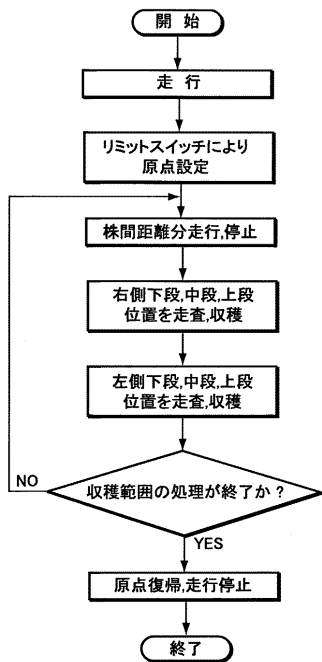 開 始
走 行
リミットスイッチにより
原点設定
株間距離分走行,停止
右側下段,中段,上段
位置を走査,収穫
左側下段,中段,上段
位置を走査,収穫
収穫範囲の処理が終了か？
NO
YES
原点復帰,走行停止
終了